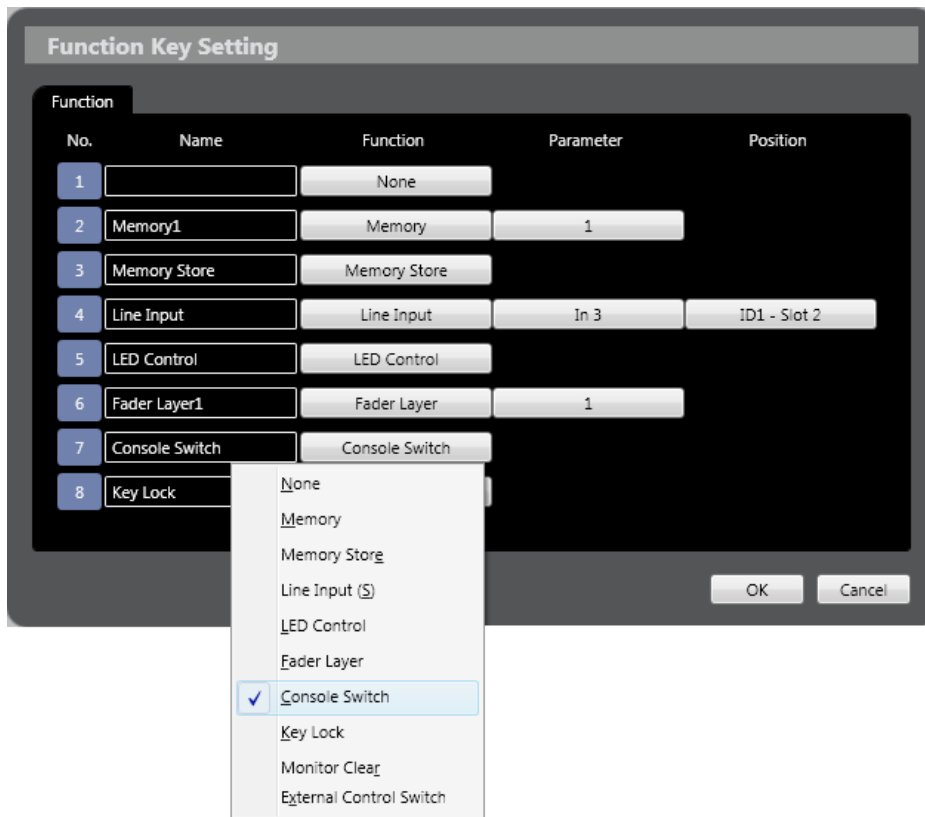 Function Key Setting
Function
No. Name Function Parameter Position
1 None
2 Memory1 Memory 1
3 Memory Store Memory Store
4 Line Input Line Input In 3 ID1 - Slot 2
5 LED Control LED Control
6 Fader Layer1 Fader Layer 1
7 Console Switch Console Switch
8 Key Lock
None
Memory
Memory Store
Line Input (S)
LED Control
Fader Layer
Console Switch
Key Lock
Monitor Clear
External Control Switch
OK Cancel